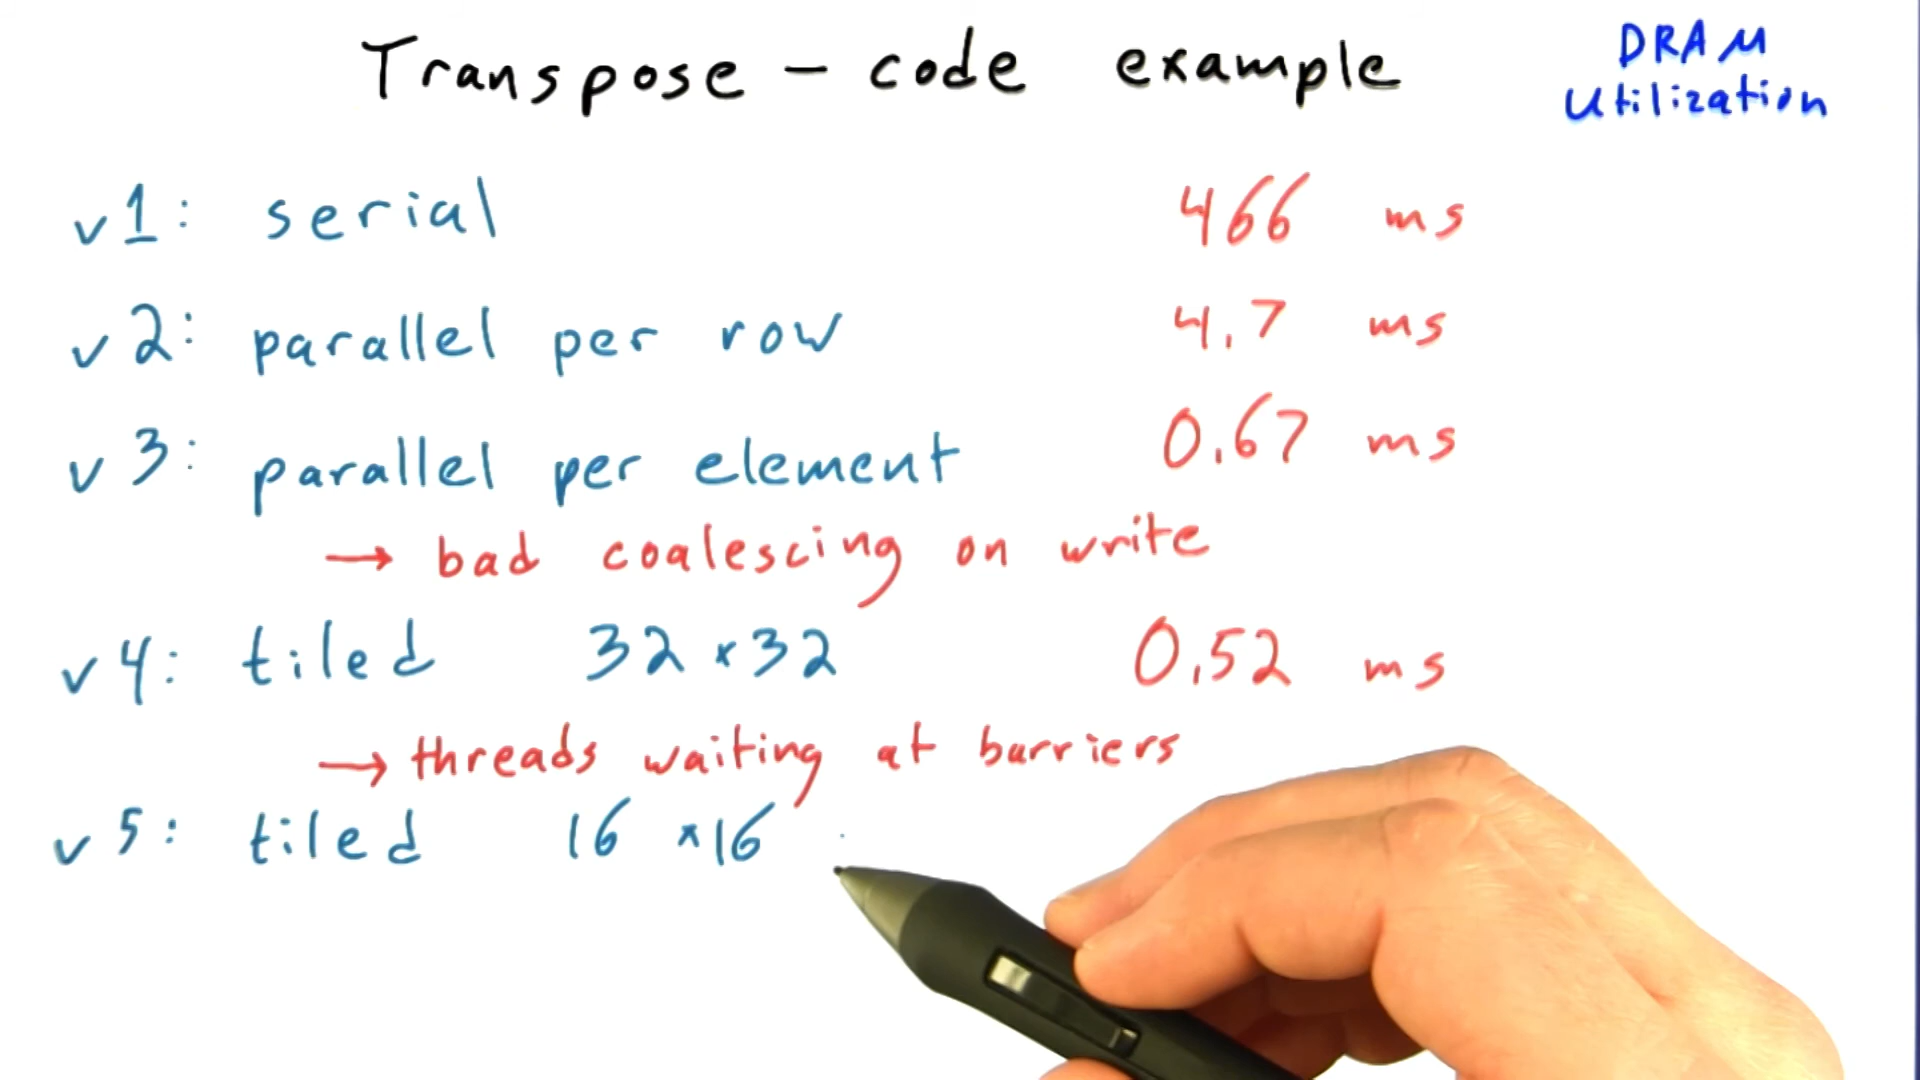 Transpose - code example
DRAM
Utilization
v1: serial 466 ms
v2: parallel per row 4.7 ms
v3: parallel per element 0.67 ms
→ bad coalescing on write
v4: tiled 32 × 32 0.52 ms
→ threads waiting at barriers
v5: tiled 16 × 16